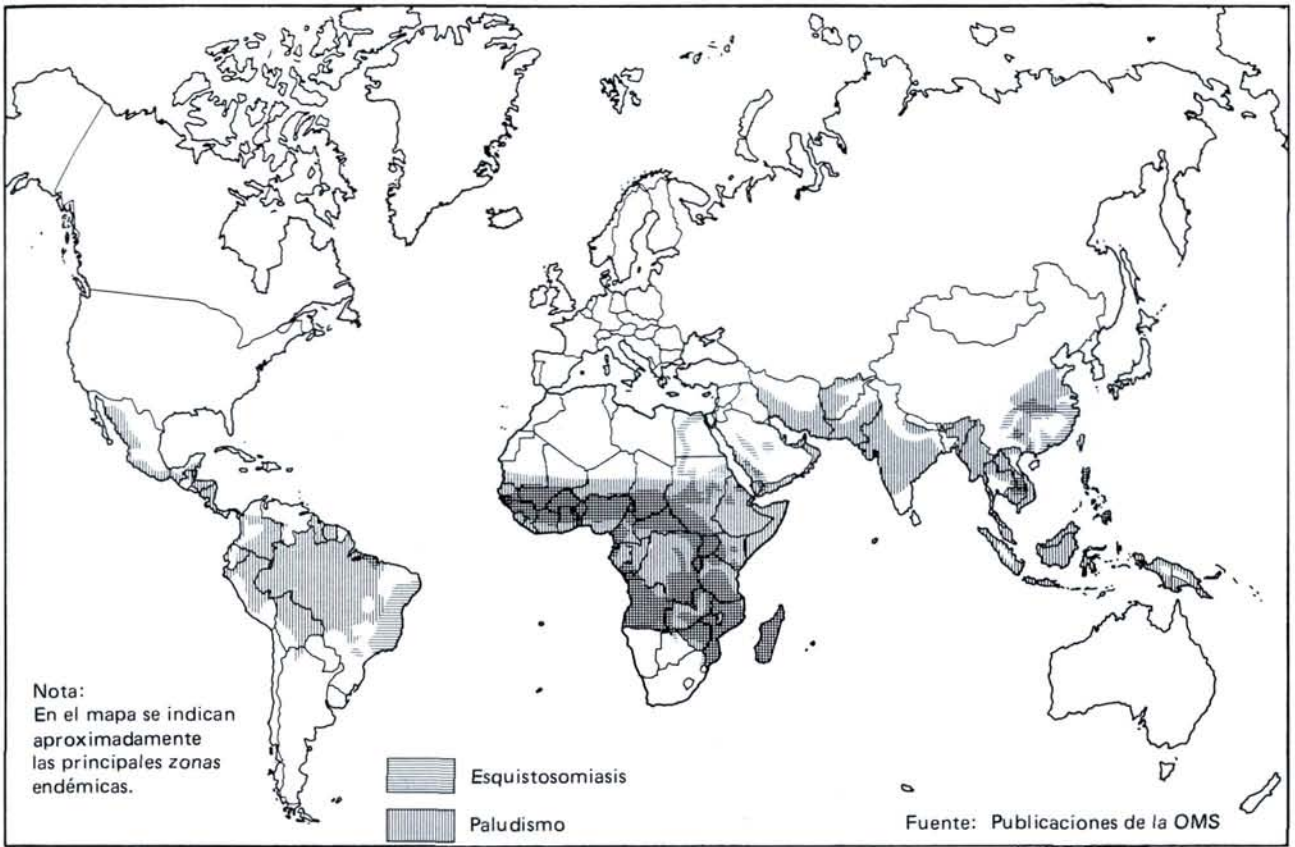 Nota:
En el mapa se indican
aproximadamente
las principales zonas
endémicas.
Esquistosomiasis
Paludismo
Fuente: Publicaciones de la OMS